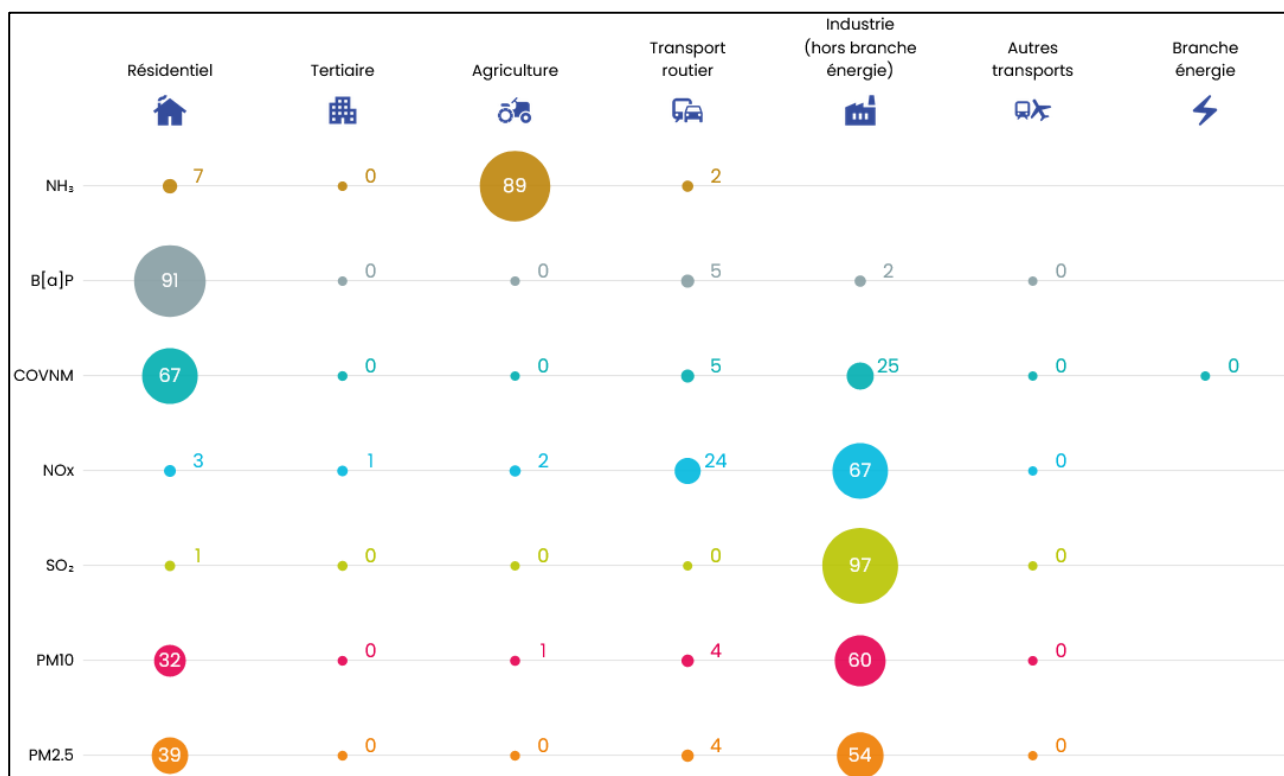 Résidentiel
Tertiaire
Agriculture
Transport
routier
Industrie
(hors branche
énergie)
Autres
transports
Branche
énergie
NH₃ 7 0 89 2
B[a]P 91 0 0 5 2 0
COVNM 67 0 0 5 25 0 0
NOx 3 1 2 24 67 0
SO₂ 1 0 0 0 97 0
PM10 32 0 1 4 60 0
PM2.5 39 0 0 4 54 0